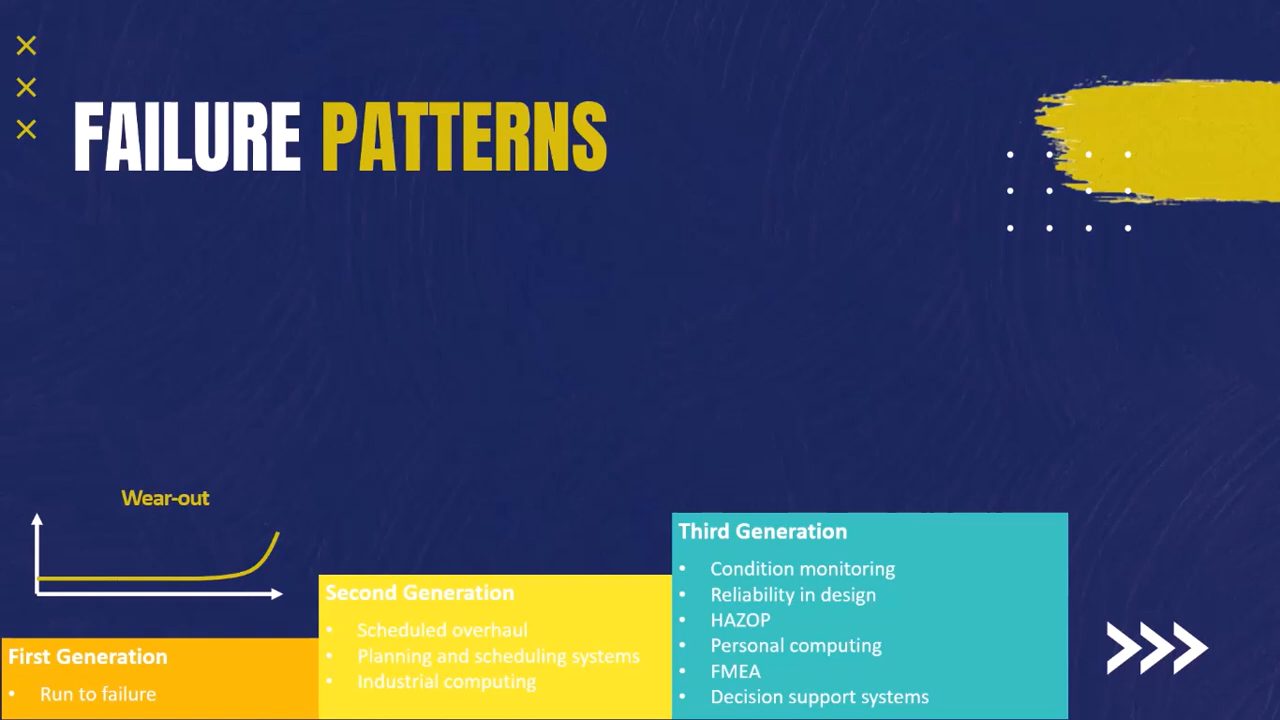 FAILURE PATTERNS
Wear-out
First Generation
• Run to failure
Second Generation
• Scheduled overhaul
• Planning and scheduling systems
• Industrial computing
Third Generation
• Condition monitoring
• Reliability in design
• HAZOP
• Personal computing
• FMEA
• Decision support systems